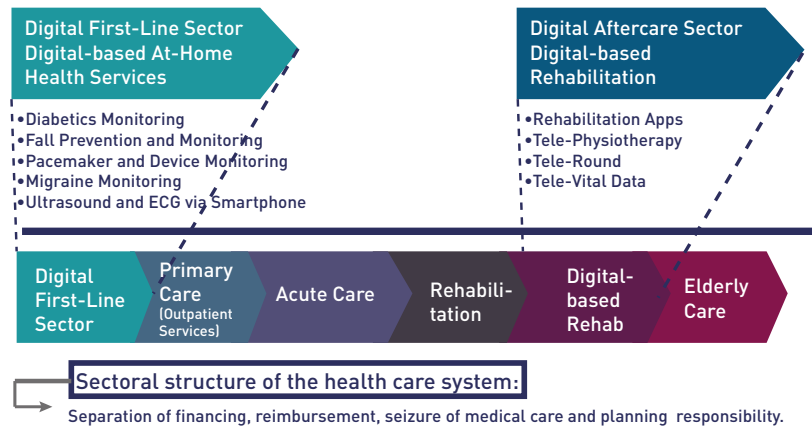 Digital First-Line Sector
Digital-based At-Home
Health Services
•Diabetics Monitoring
•Fall Prevention and Monitoring
•Pacemaker and Device Monitoring
•Migraine Monitoring
•Ultrasound and ECG via Smartphone
Digital Aftercare Sector
Digital-based
Rehabilitation
•Rehabilitation Apps
•Tele-Physiotherapy
•Tele-Round
•Tele-Vital Data
Digital
First-Line
Sector
Primary
Care
(Outpatient
Services)
Acute Care
Rehabili-
tation
Digital-
based
Rehab
Elderly
Care
Sectoral structure of the health care system:
Separation of financing, reimbursement, seizure of medical care and planning responsibility.